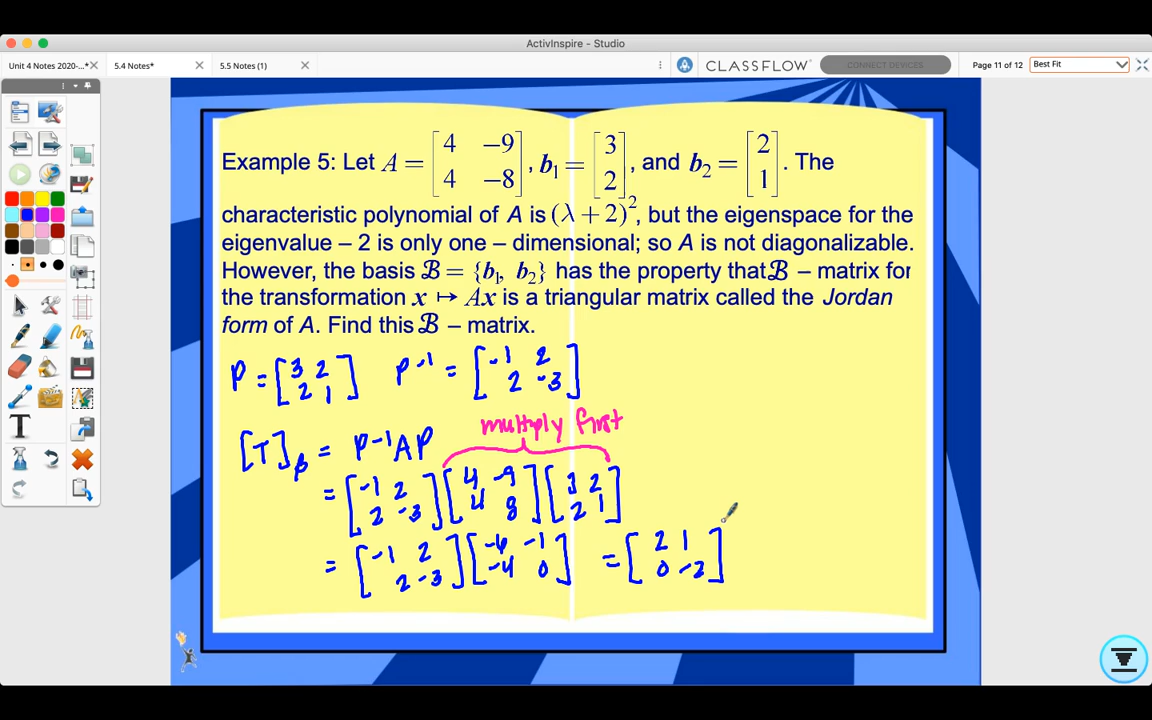 ActivInspire - Studio
Unit 4 Notes 2020-...* 5.4 Notes* 5.5 Notes (1) CLASSFLOW CONNECT DEVICES Page 11 of 12 Best Fit
Example 5: Let A = [4 -9; 4 -8], b₁ = [3; 2], and b₂ = [2; 1]. The
characteristic polynomial of A is (λ + 2)², but the eigenspace for the
eigenvalue – 2 is only one – dimensional; so A is not diagonalizable.
However, the basis ℬ = {b₁, b₂} has the property that ℬ – matrix for
the transformation x ↦ Ax is a triangular matrix called the Jordan
form of A. Find this ℬ – matrix.
P = [3 2; 2 1] P⁻¹ = [-1 2; 2 -3]
multiply first
[T]β = P⁻¹AP
= [-1 2; 2 -3] [4 -9; 4 8] [3 2; 2 1]
= [-1 2; 2 -3] [-6 -1; -4 0] = [2 1; 0 -2]
T